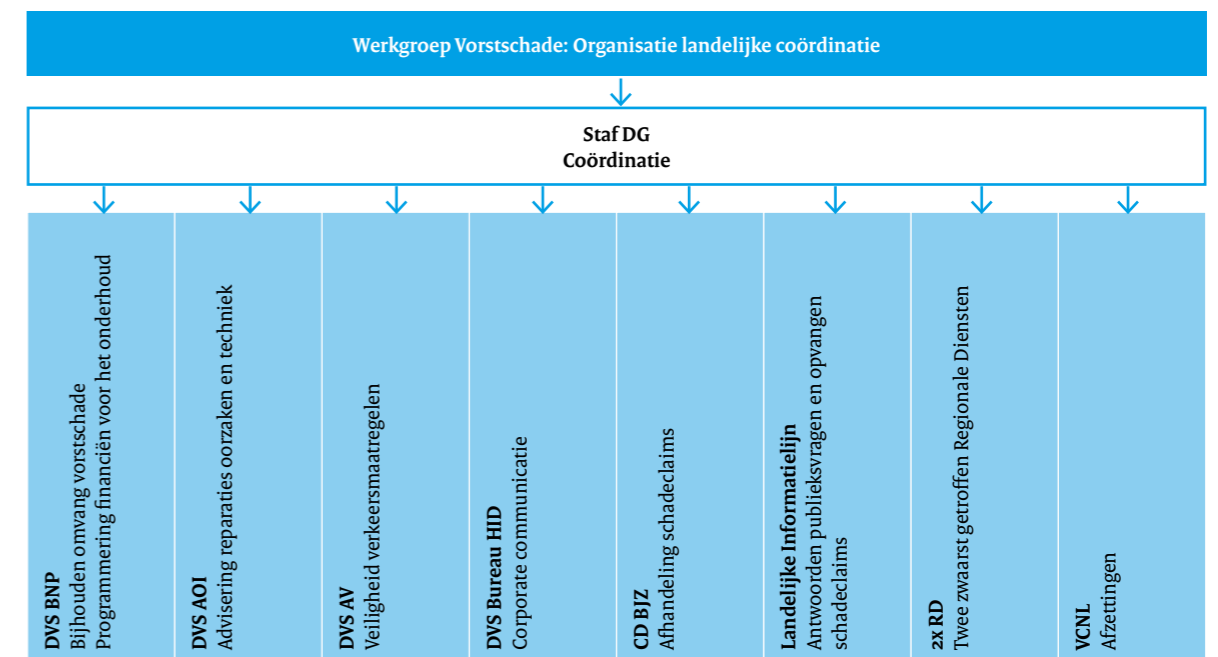 Werkgroep Vorstschade: Organisatie landelijke coördinatie
Staf DG
Coördinatie
DVS BNP
Bijhouden omvang vorstschade
Programmering financiën voor het onderhoud
DVS AOI
Advisering reparaties oorzaken en techniek
DVS AV
Veiligheid verkeersmaatregelen
DVS Bureau HID
Corporate communicatie
CD BJZ
Afhandeling schadeclaims
Landelijke Informatielijn
Antwoorden publieksvragen en opvangen
schadeclaims
2x RD
Twee zwaarst getroffen Regionale Diensten
VCNL
Afzettingen